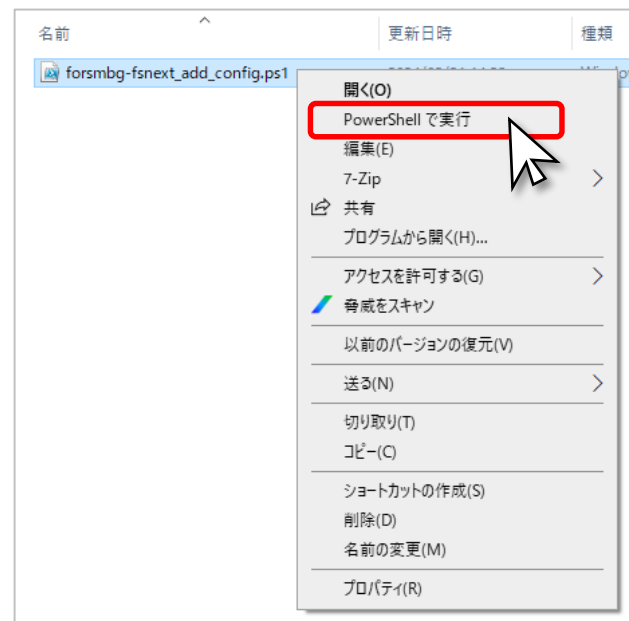 名前 更新日時 種類
forsmbg-fsnext_add_config.ps1
開く(O)
PowerShell で実行
編集(E)
7-Zip
共有
プログラムから開く(H)...
アクセスを許可する(G)
脅威をスキャン
以前のバージョンの復元(V)
送る(N)
切り取り(T)
コピー(C)
ショートカットの作成(S)
削除(D)
名前の変更(M)
プロパティ(R)